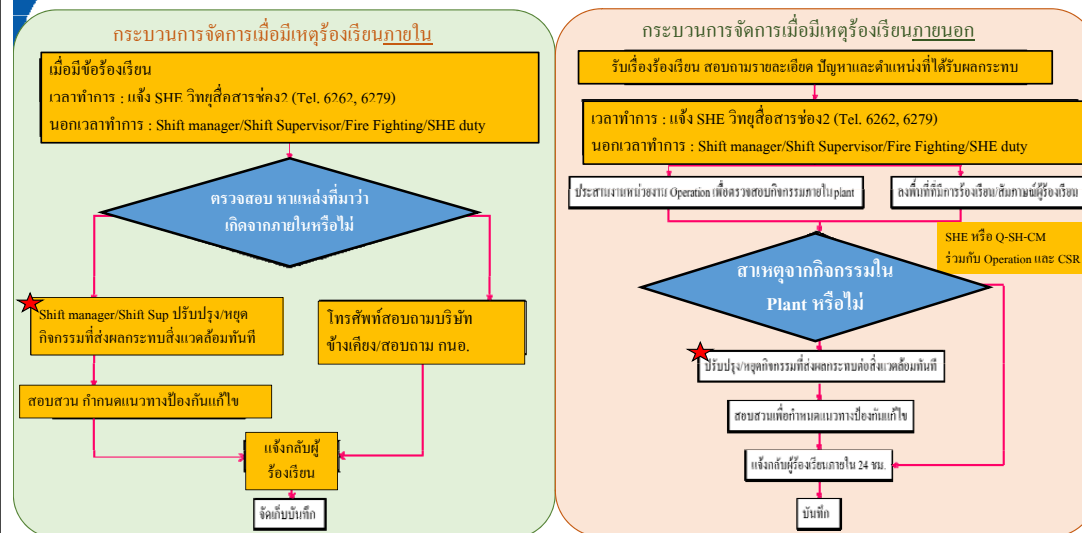 กระบวนการจัดการเมื่อมีเหตุร้องเรียนภายใน
เมื่อมีข้อร้องเรียน
เวลาทำการ : แจ้ง SHE วิทยุสื่อสารช่อง2 (Tel. 6262, 6279)
นอกเวลาทำการ : Shift manager/Shift Supervisor/Fire Fighting/SHE duty
ตรวจสอบ หาแหล่งที่มาว่า
เกิดจากภายในหรือไม่
Shift manager/Shift Sup ปรับปรุง/หยุด
กิจกรรมที่ส่งผลกระทบสิ่งแวดล้อมทันที
โทรศัพท์สอบถามบริษัท
ข้างเคียง/สอบถาม กนอ.
สอบสวน กำหนดแนวทางป้องกันแก้ไข
แจ้งกลับผู้
ร้องเรียน
จัดเก็บบันทึก
กระบวนการจัดการเมื่อมีเหตุร้องเรียนภายนอก
รับเรื่องร้องเรียน สอบถามรายละเอียด ปัญหาและตำแหน่งที่ได้รับผลกระทบ
เวลาทำการ : แจ้ง SHE วิทยุสื่อสารช่อง2 (Tel. 6262, 6279)
นอกเวลาทำการ : Shift manager/Shift Supervisor/Fire Fighting/SHE duty
ประสานงานหน่วยงาน Operation เพื่อตรวจสอบกิจกรรมภายใน plant
ลงพื้นที่ที่มีการร้องเรียน/สัมภาษณ์ผู้ร้องเรียน
SHE หรือ Q-SH-CM
ร่วมกับ Operation และ CSR
สาเหตุจากกิจกรรมใน
Plant หรือไม่
ปรับปรุง/หยุดกิจกรรมที่ส่งผลกระทบต่อสิ่งแวดล้อมทันที
สอบสวนเพื่อกำหนดแนวทางป้องกันแก้ไข
แจ้งกลับผู้ร้องเรียนภายใน 24 ชม.
บันทึก